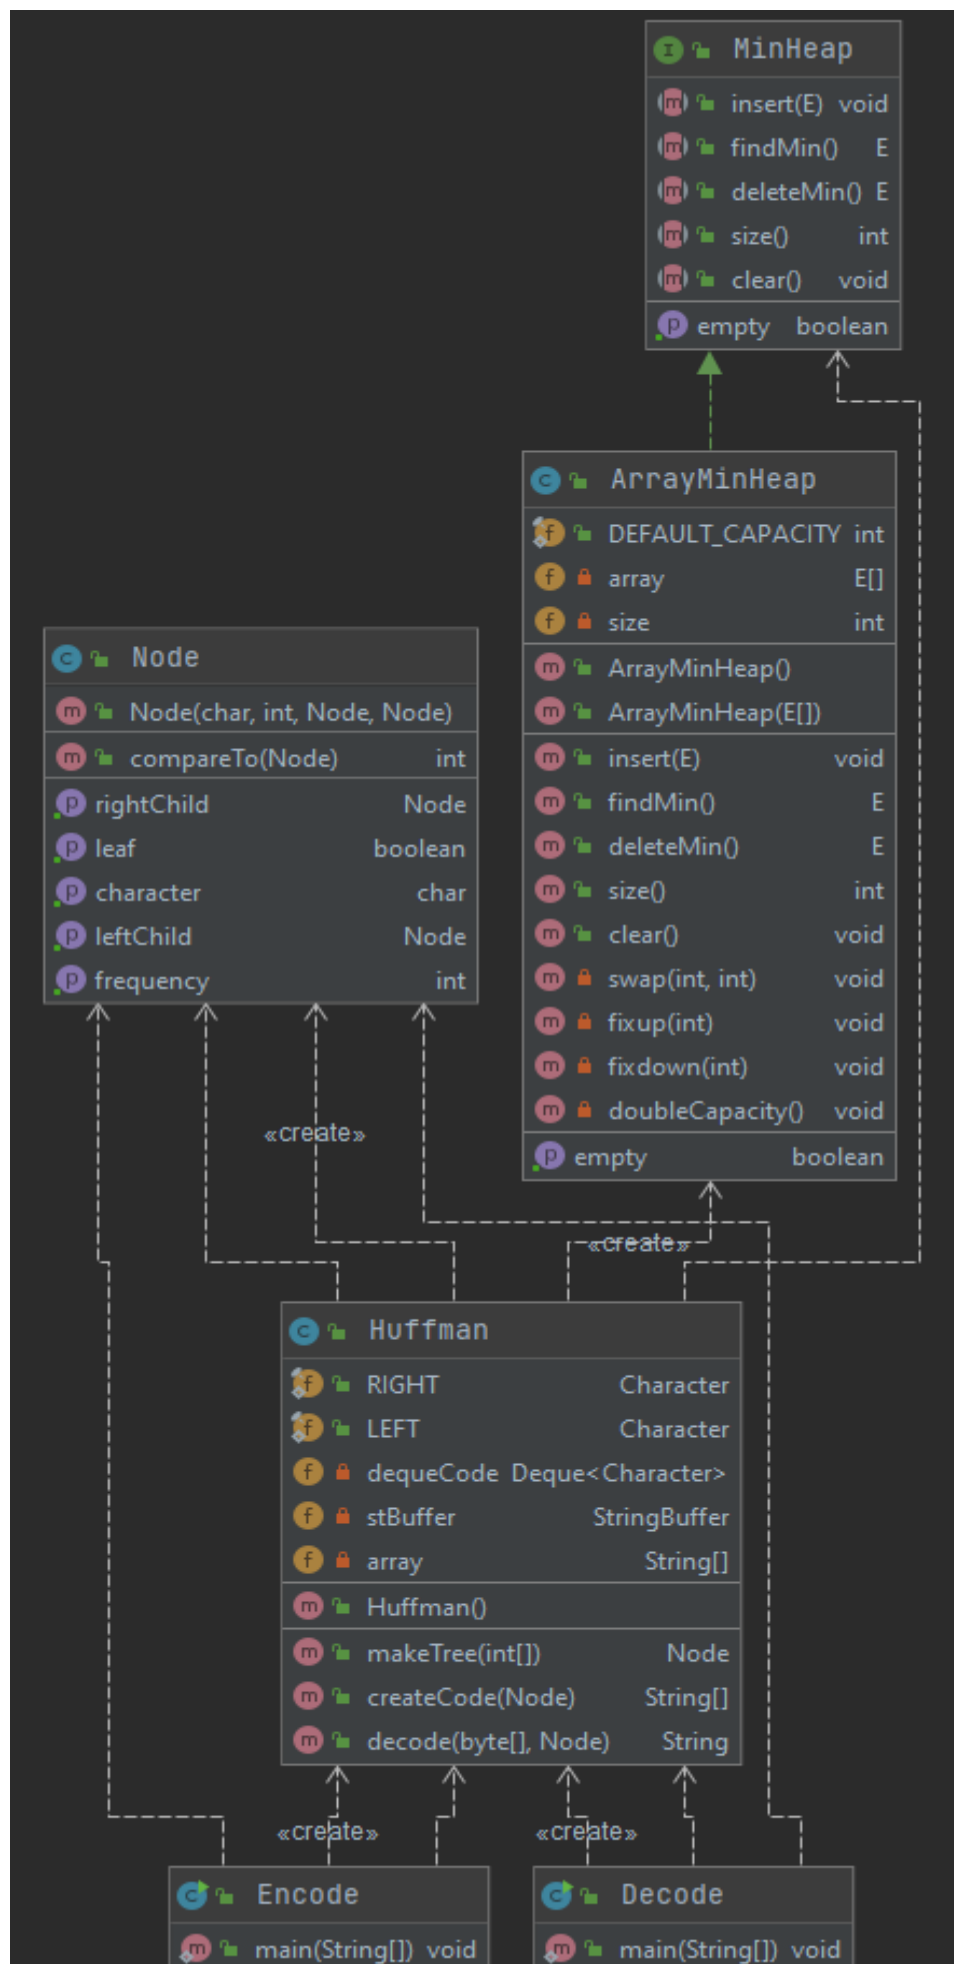 MinHeap
insert(E) void
findMin() E
deleteMin() E
size() int
clear() void
empty boolean
ArrayMinHeap
DEFAULT_CAPACITY int
array E[]
size int
ArrayMinHeap()
ArrayMinHeap(E[])
insert(E) void
findMin() E
deleteMin() E
size() int
clear() void
swap(int, int) void
fixup(int) void
fixdown(int) void
doubleCapacity() void
empty boolean
Node
Node(char, int, Node, Node)
compareTo(Node) int
rightChild Node
leaf boolean
character char
leftChild Node
frequency int
«create»
«create»
Huffman
RIGHT Character
LEFT Character
dequeCode Deque<Character>
stBuffer StringBuffer
array String[]
Huffman()
makeTree(int[]) Node
createCode(Node) String[]
decode(byte[], Node) String
«create»
«create»
Encode
main(String[]) void
Decode
main(String[]) void